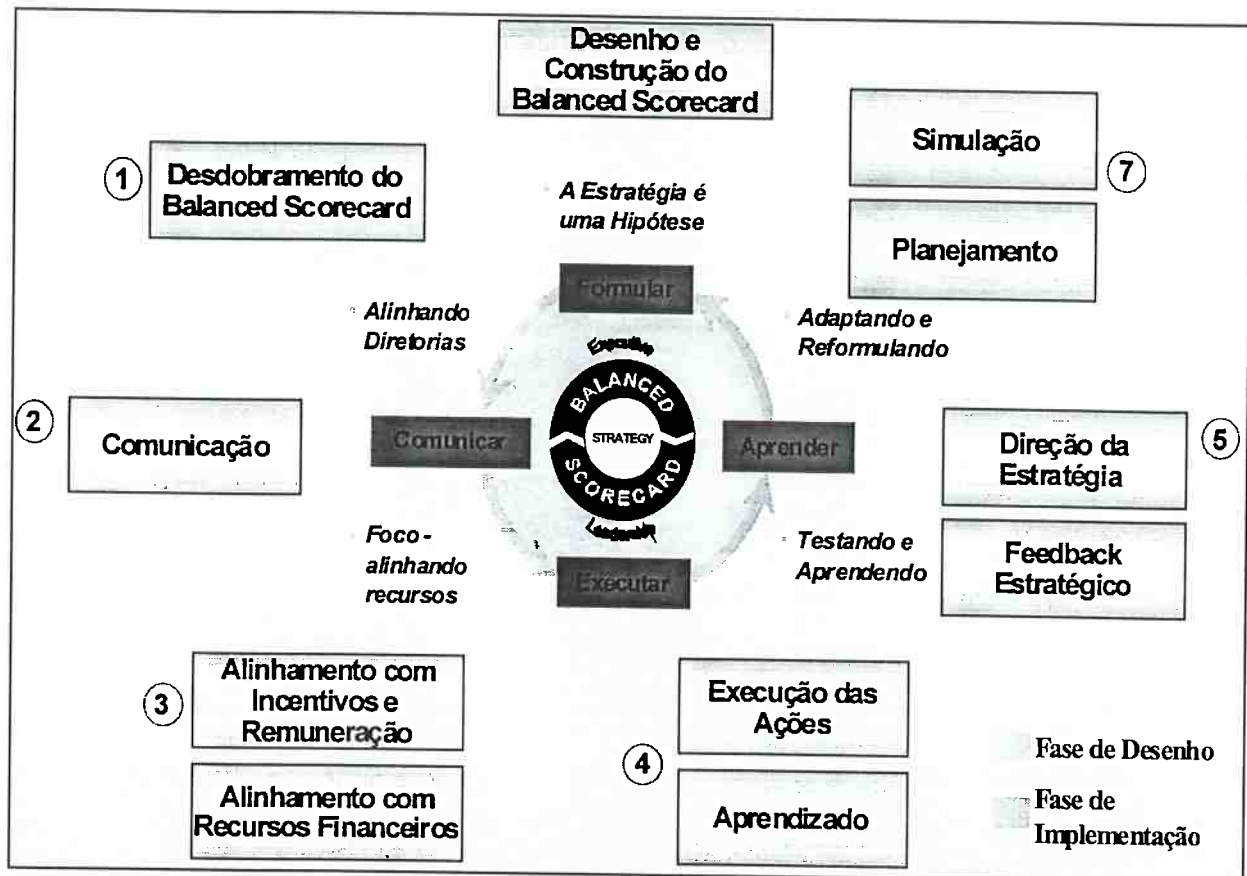 Desenho e
Construção do
Balanced Scorecard
Simulação
7
Planejamento
1
Desdobramento do
Balanced Scorecard
A Estratégia é
uma Hipótese
Formular
Alinhando
Diretorias
Adaptando e
Reformulando
Executive
BALANCED
STRATEGY
SCORECARD
Leadership
2
Comunicação
Comunicar
Aprender
Direção da
Estratégia
5
Feedback
Estratégico
Foco -
alinhando
recursos
Testando e
Aprendendo
Executar
3
Alinhamento com
Incentivos e
Remuneração
Alinhamento com
Recursos Financeiros
4
Execução das
Ações
Aprendizado
Fase de Desenho
Fase de
Implementação